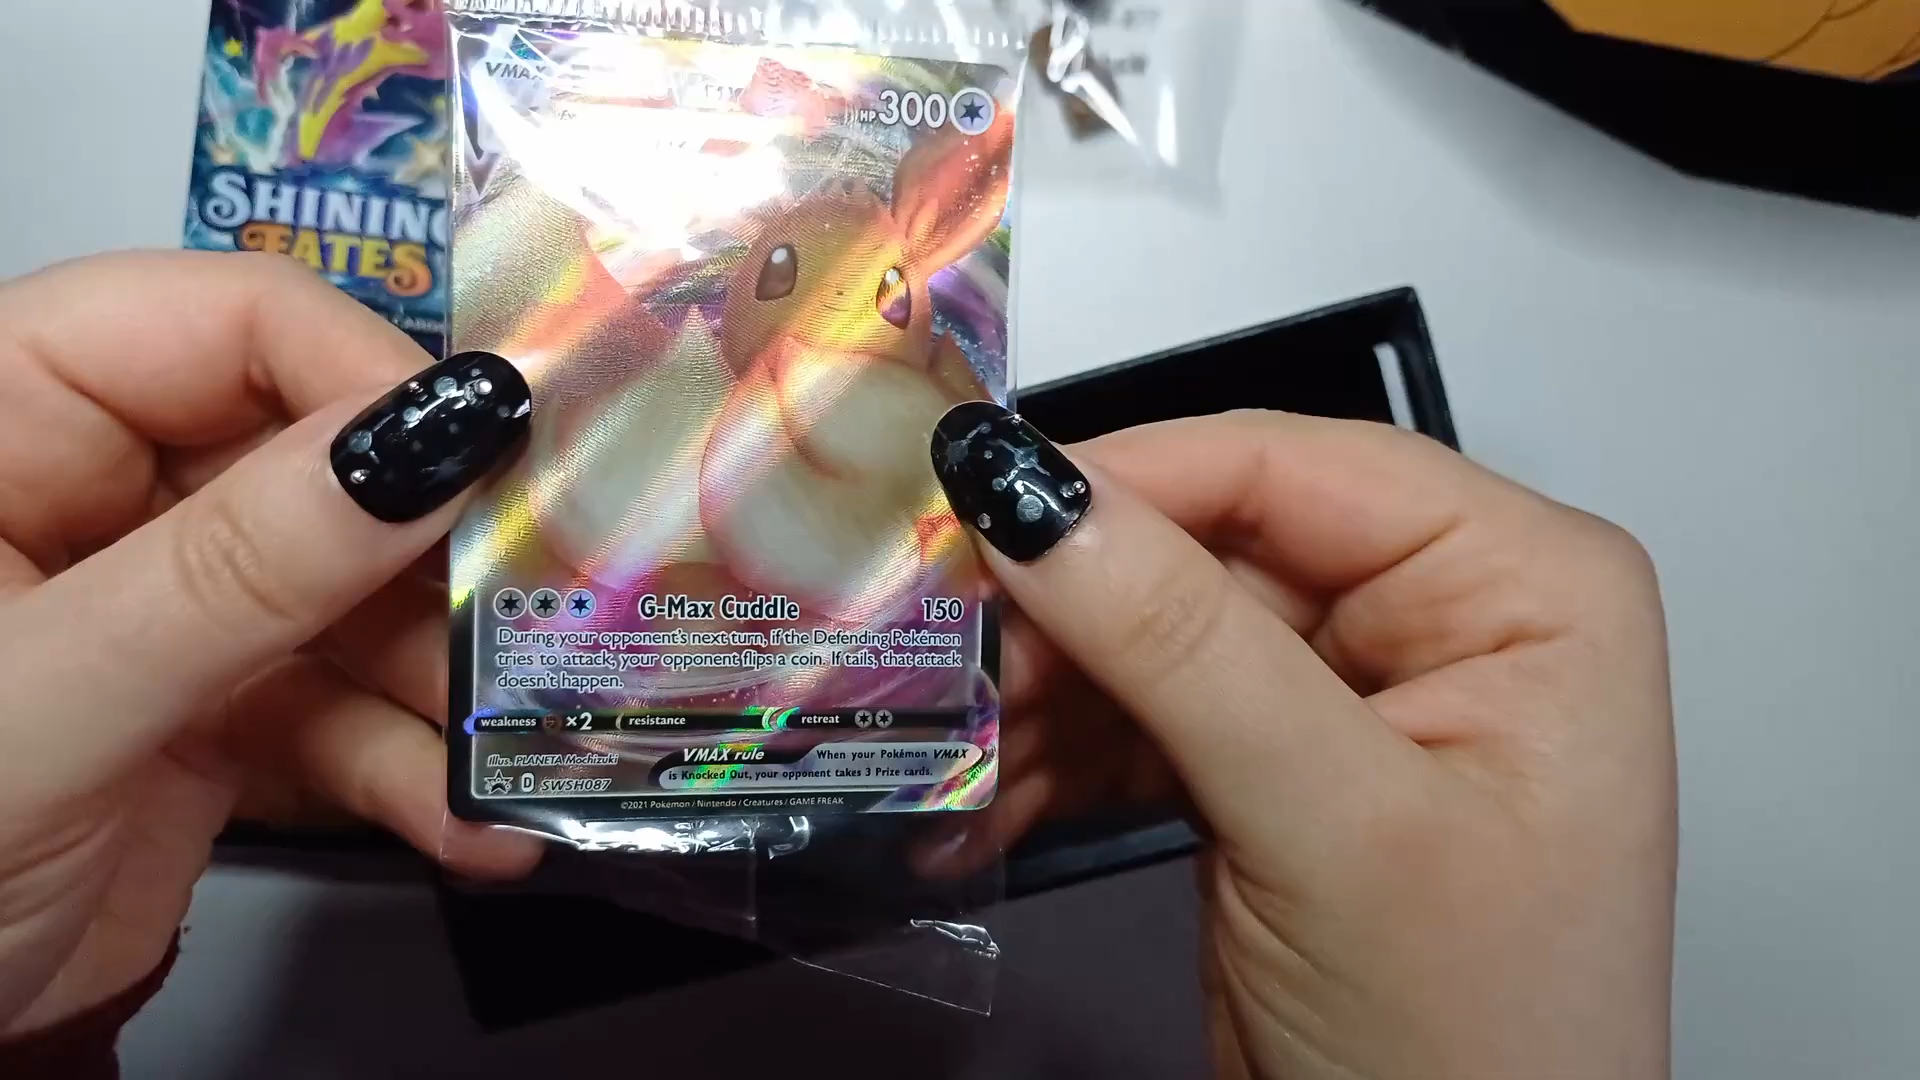 SHINING
FATES
VMAX
HP 300
G-Max Cuddle 150
During your opponent's next turn, if the Defending Pokémon
tries to attack, your opponent flips a coin. If tails, that attack
doesn't happen.
weakness ×2 resistance retreat
Illus. PLANETA Mochizuki
VMAX rule When your Pokémon VMAX
is Knocked Out, your opponent takes 3 Prize cards.
D SWSH087
©2021 Pokémon / Nintendo / Creatures / GAME FREAK